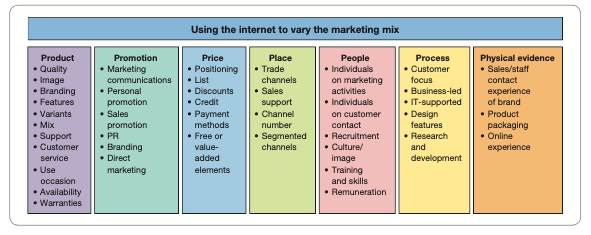 Using the internet to vary the marketing mix
Product
• Quality
• Image
• Branding
• Features
• Variants
• Mix
• Support
• Customer
service
• Use
occasion
• Availability
• Warranties
Promotion
• Marketing
communications
• Personal
promotion
• Sales
promotion
• PR
• Branding
• Direct
marketing
Price
• Positioning
• List
• Discounts
• Credit
• Payment
methods
• Free or
value-
added
elements
Place
• Trade
channels
• Sales
support
• Channel
number
• Segmented
channels
People
• Individuals
on marketing
activities
• Individuals
on customer
contact
• Recruitment
• Culture/
image
• Training
and skills
• Remuneration
Process
• Customer
focus
• Business-led
• IT-supported
• Design
features
• Research
and
development
Physical evidence
• Sales/staff
contact
experience
of brand
• Product
packaging
• Online
experience